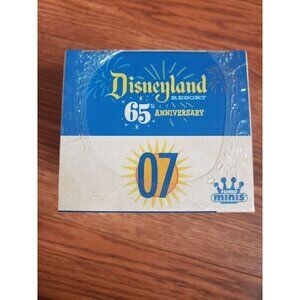 Disneyland
RESORT
65TH ANNIVERSARY
07
FUNKO
minis